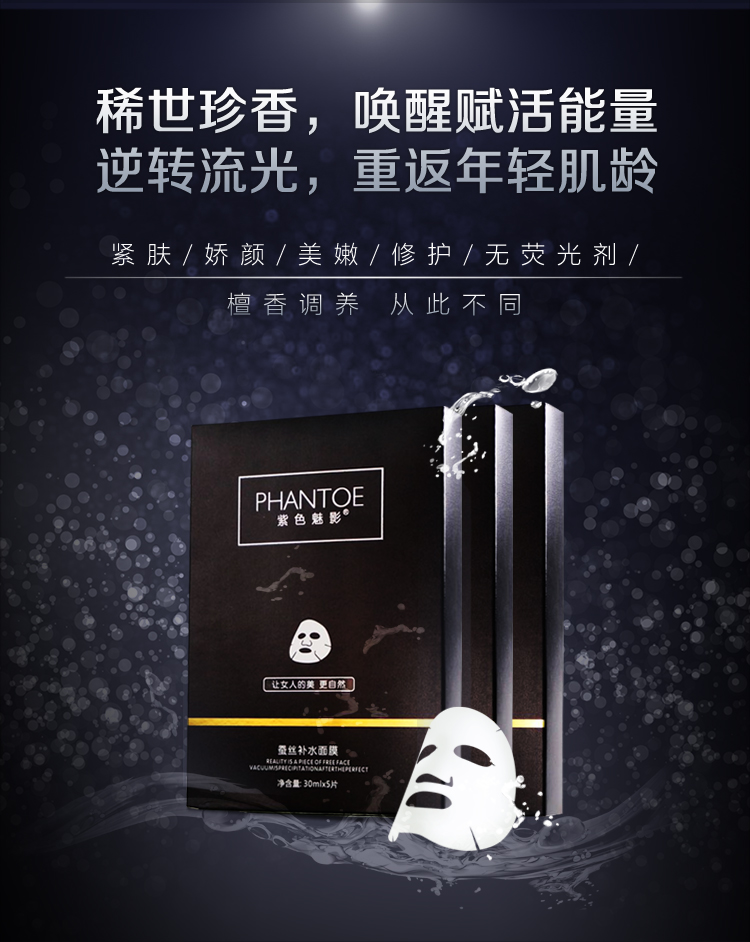 稀世珍香，唤醒赋活能量
逆转流光，重返年轻肌龄
紧肤/娇颜/美嫩/修护/无荧光剂/
檀香调养 从此不同
PHANTOE
紫色魅影®
让女人的美 更自然
蚕丝补水面膜
REALITY IS A PIECE OF FREE FACE
VACUUMISPRECIPITATIONAFTERTHEPERFECT
净含量: 30ml×5片